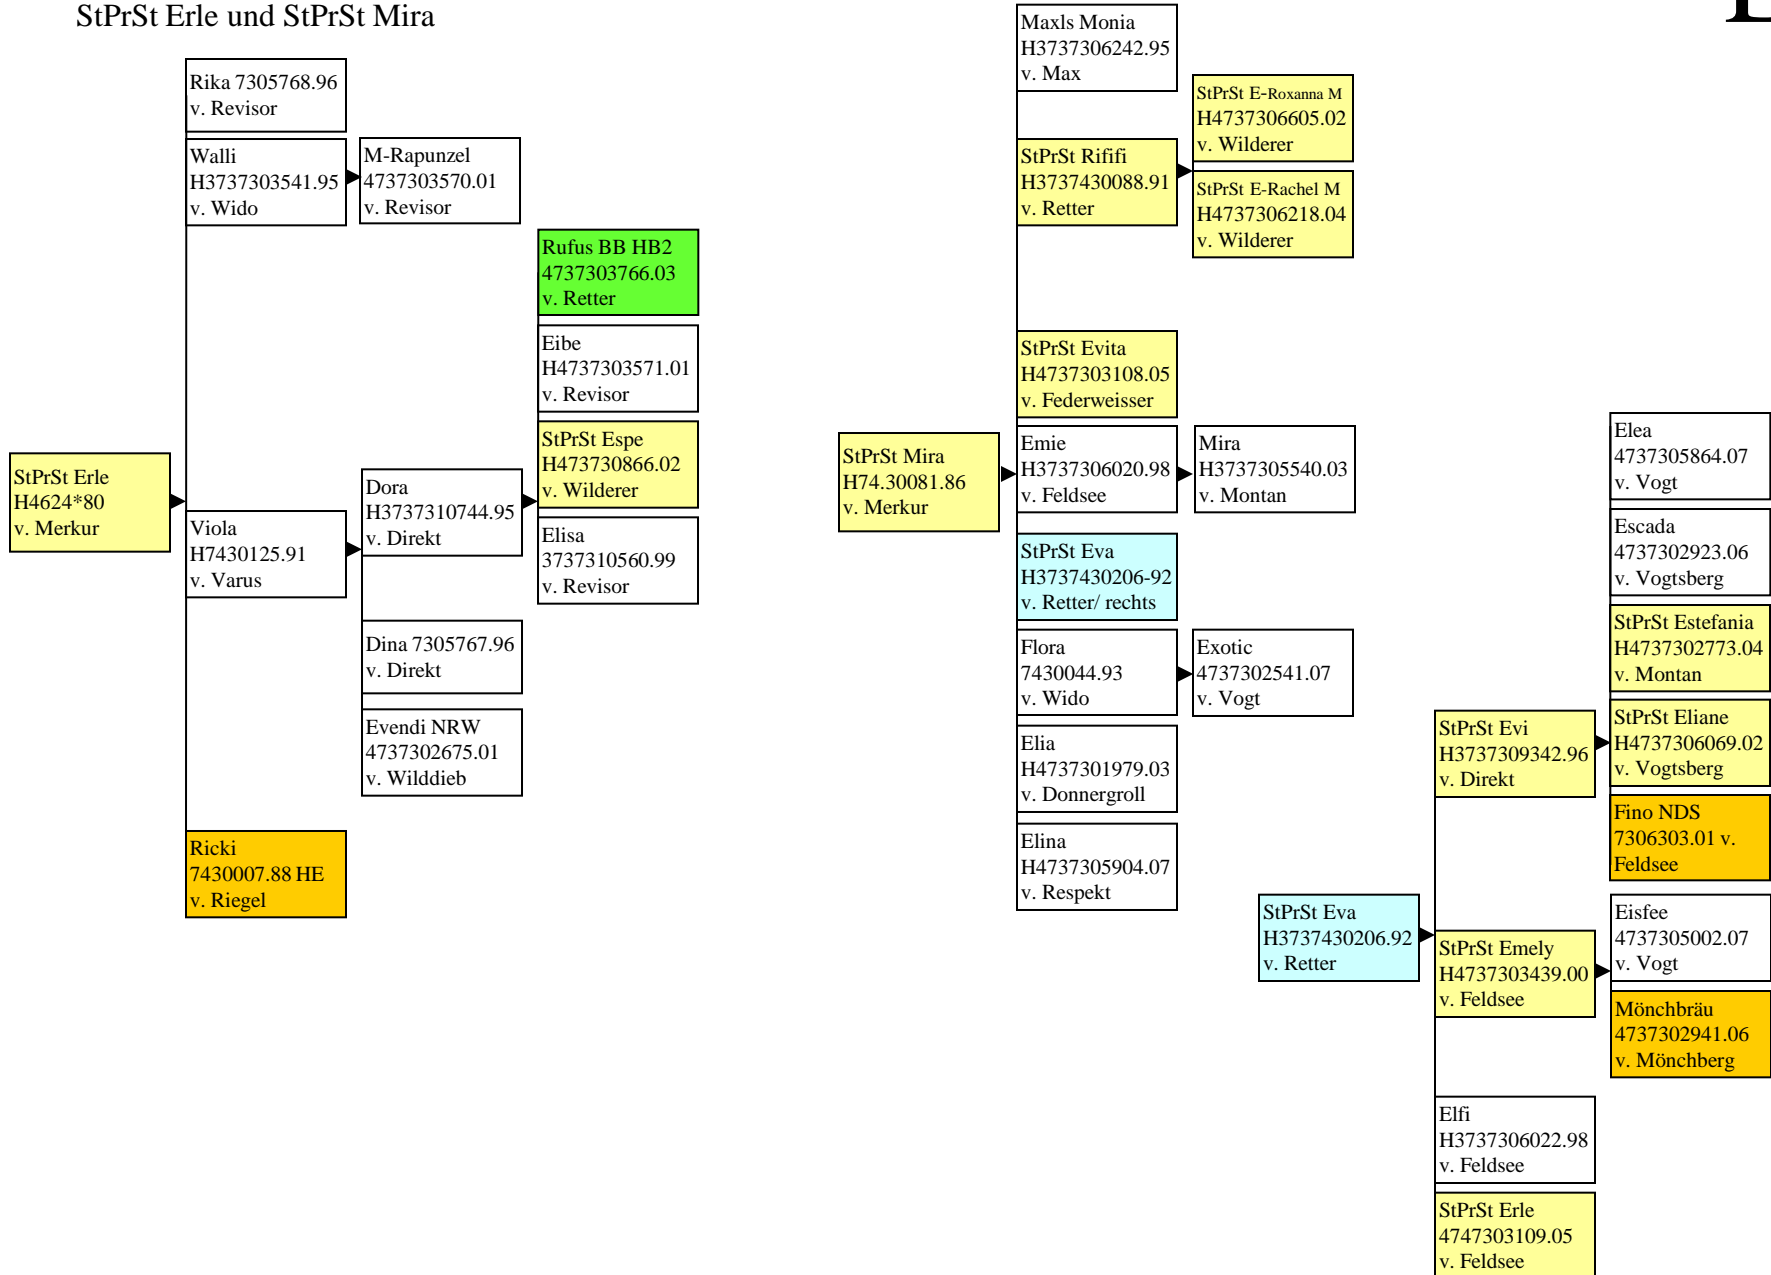 StPrSt Erle und StPrSt Mira
Rika 7305768.96
v. Revisor
Walli
H3737303541.95
v. Wido
M-Rapunzel
4737303570.01
v. Revisor
Rufus BB HB2
4737303766.03
v. Retter
Eibe
H4737303571.01
v. Revisor
StPrSt Espe
H473730866.02
v. Wilderer
Elisa
3737310560.99
v. Revisor
StPrSt Erle
H4624*80
v. Merkur
Viola
H7430125.91
v. Varus
Dora
H3737310744.95
v. Direkt
Dina 7305767.96
v. Direkt
Evendi NRW
4737302675.01
v. Wilddieb
Ricki
7430007.88 HE
v. Riegel
Maxls Monia
H3737306242.95
v. Max
StPrSt Rififi
H3737430088.91
v. Retter
StPrSt E-Roxanna M
H4737306605.02
v. Wilderer
StPrSt E-Rachel M
H4737306218.04
v. Wilderer
StPrSt Evita
H4737303108.05
v. Federweisser
StPrSt Mira
H74.30081.86
v. Merkur
Emie
H3737306020.98
v. Feldsee
Mira
H3737305540.03
v. Montan
StPrSt Eva
H3737430206-92
v. Retter/ rechts
Flora
7430044.93
v. Wido
Exotic
4737302541.07
v. Vogt
Elia
H4737301979.03
v. Donnergroll
Elina
H4737305904.07
v. Respekt
StPrSt Eva
H3737430206.92
v. Retter
StPrSt Evi
H3737309342.96
v. Direkt
Elea
4737305864.07
v. Vogt
Escada
4737302923.06
v. Vogtsberg
StPrSt Estefania
H4737302773.04
v. Montan
StPrSt Eliane
H4737306069.02
v. Vogtsberg
Fino NDS
7306303.01 v.
Feldsee
StPrSt Emely
H4737303439.00
v. Feldsee
Eisfee
4737305002.07
v. Vogt
Mönchbräu
4737302941.06
v. Mönchberg
Elfi
H3737306022.98
v. Feldsee
StPrSt Erle
4747303109.05
v. Feldsee